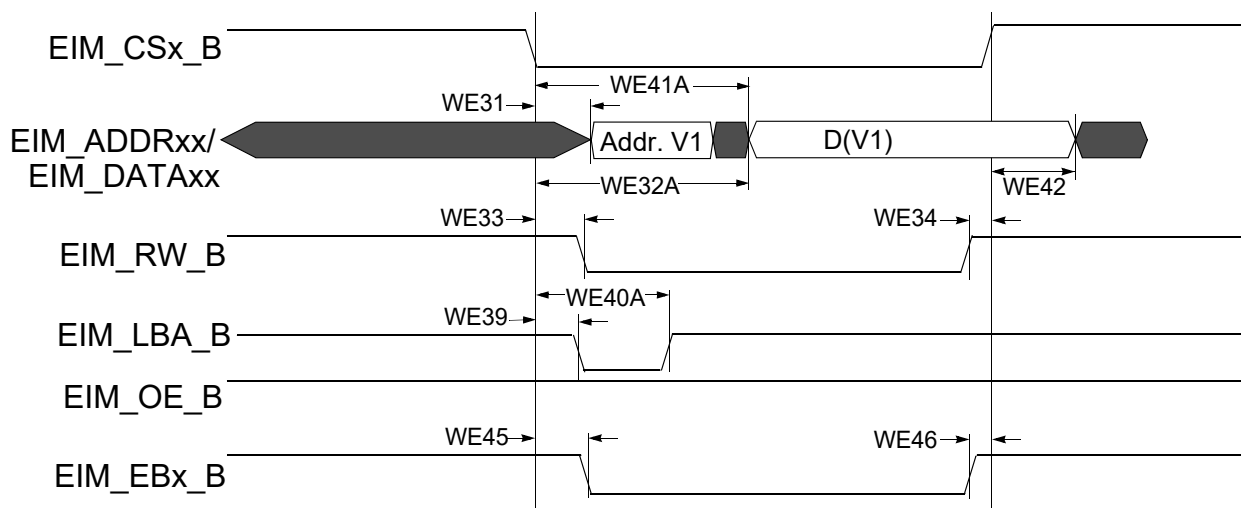 EIM_CSx_B
WE41A
WE31
EIM_ADDRxx/
EIM_DATAxx
Addr. V1
D(V1)
WE32A
WE42
WE33
WE34
EIM_RW_B
WE40A
WE39
EIM_LBA_B
EIM_OE_B
WE45
WE46
EIM_EBx_B